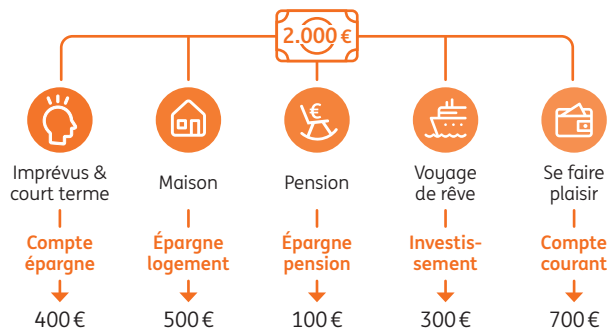 2.000 €
Imprévus &
court terme
Maison
Pension
Voyage
de rêve
Se faire
plaisir
Compte
épargne
Épargne
logement
Épargne
pension
Investis-
sement
Compte
courant
400 €
500 €
100 €
300 €
700 €